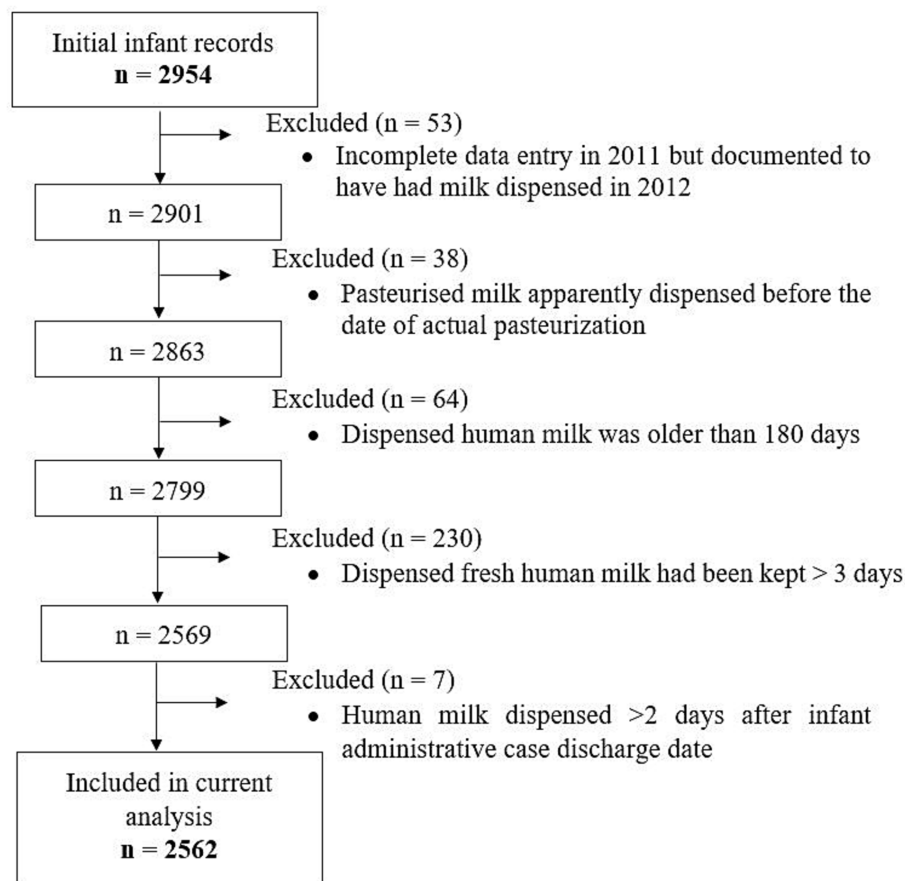 Initial infant records
n = 2954
Excluded (n = 53)
• Incomplete data entry in 2011 but documented to
have had milk dispensed in 2012
n = 2901
Excluded (n = 38)
• Pasteurised milk apparently dispensed before the
date of actual pasteurization
n = 2863
Excluded (n = 64)
• Dispensed human milk was older than 180 days
n = 2799
Excluded (n = 230)
• Dispensed fresh human milk had been kept > 3 days
n = 2569
Excluded (n = 7)
• Human milk dispensed >2 days after infant
administrative case discharge date
Included in current
analysis
n = 2562